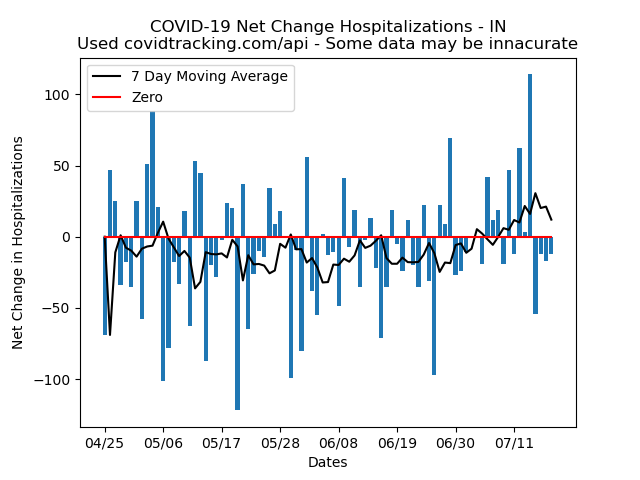 COVID-19 Net Change Hospitalizations - IN
Used covidtracking.com/api - Some data may be innacurate
7 Day Moving Average
Zero
Net Change in Hospitalizations
100
50
0
−50
−100
04/25 05/06 05/17 05/28 06/08 06/19 06/30 07/11
Dates